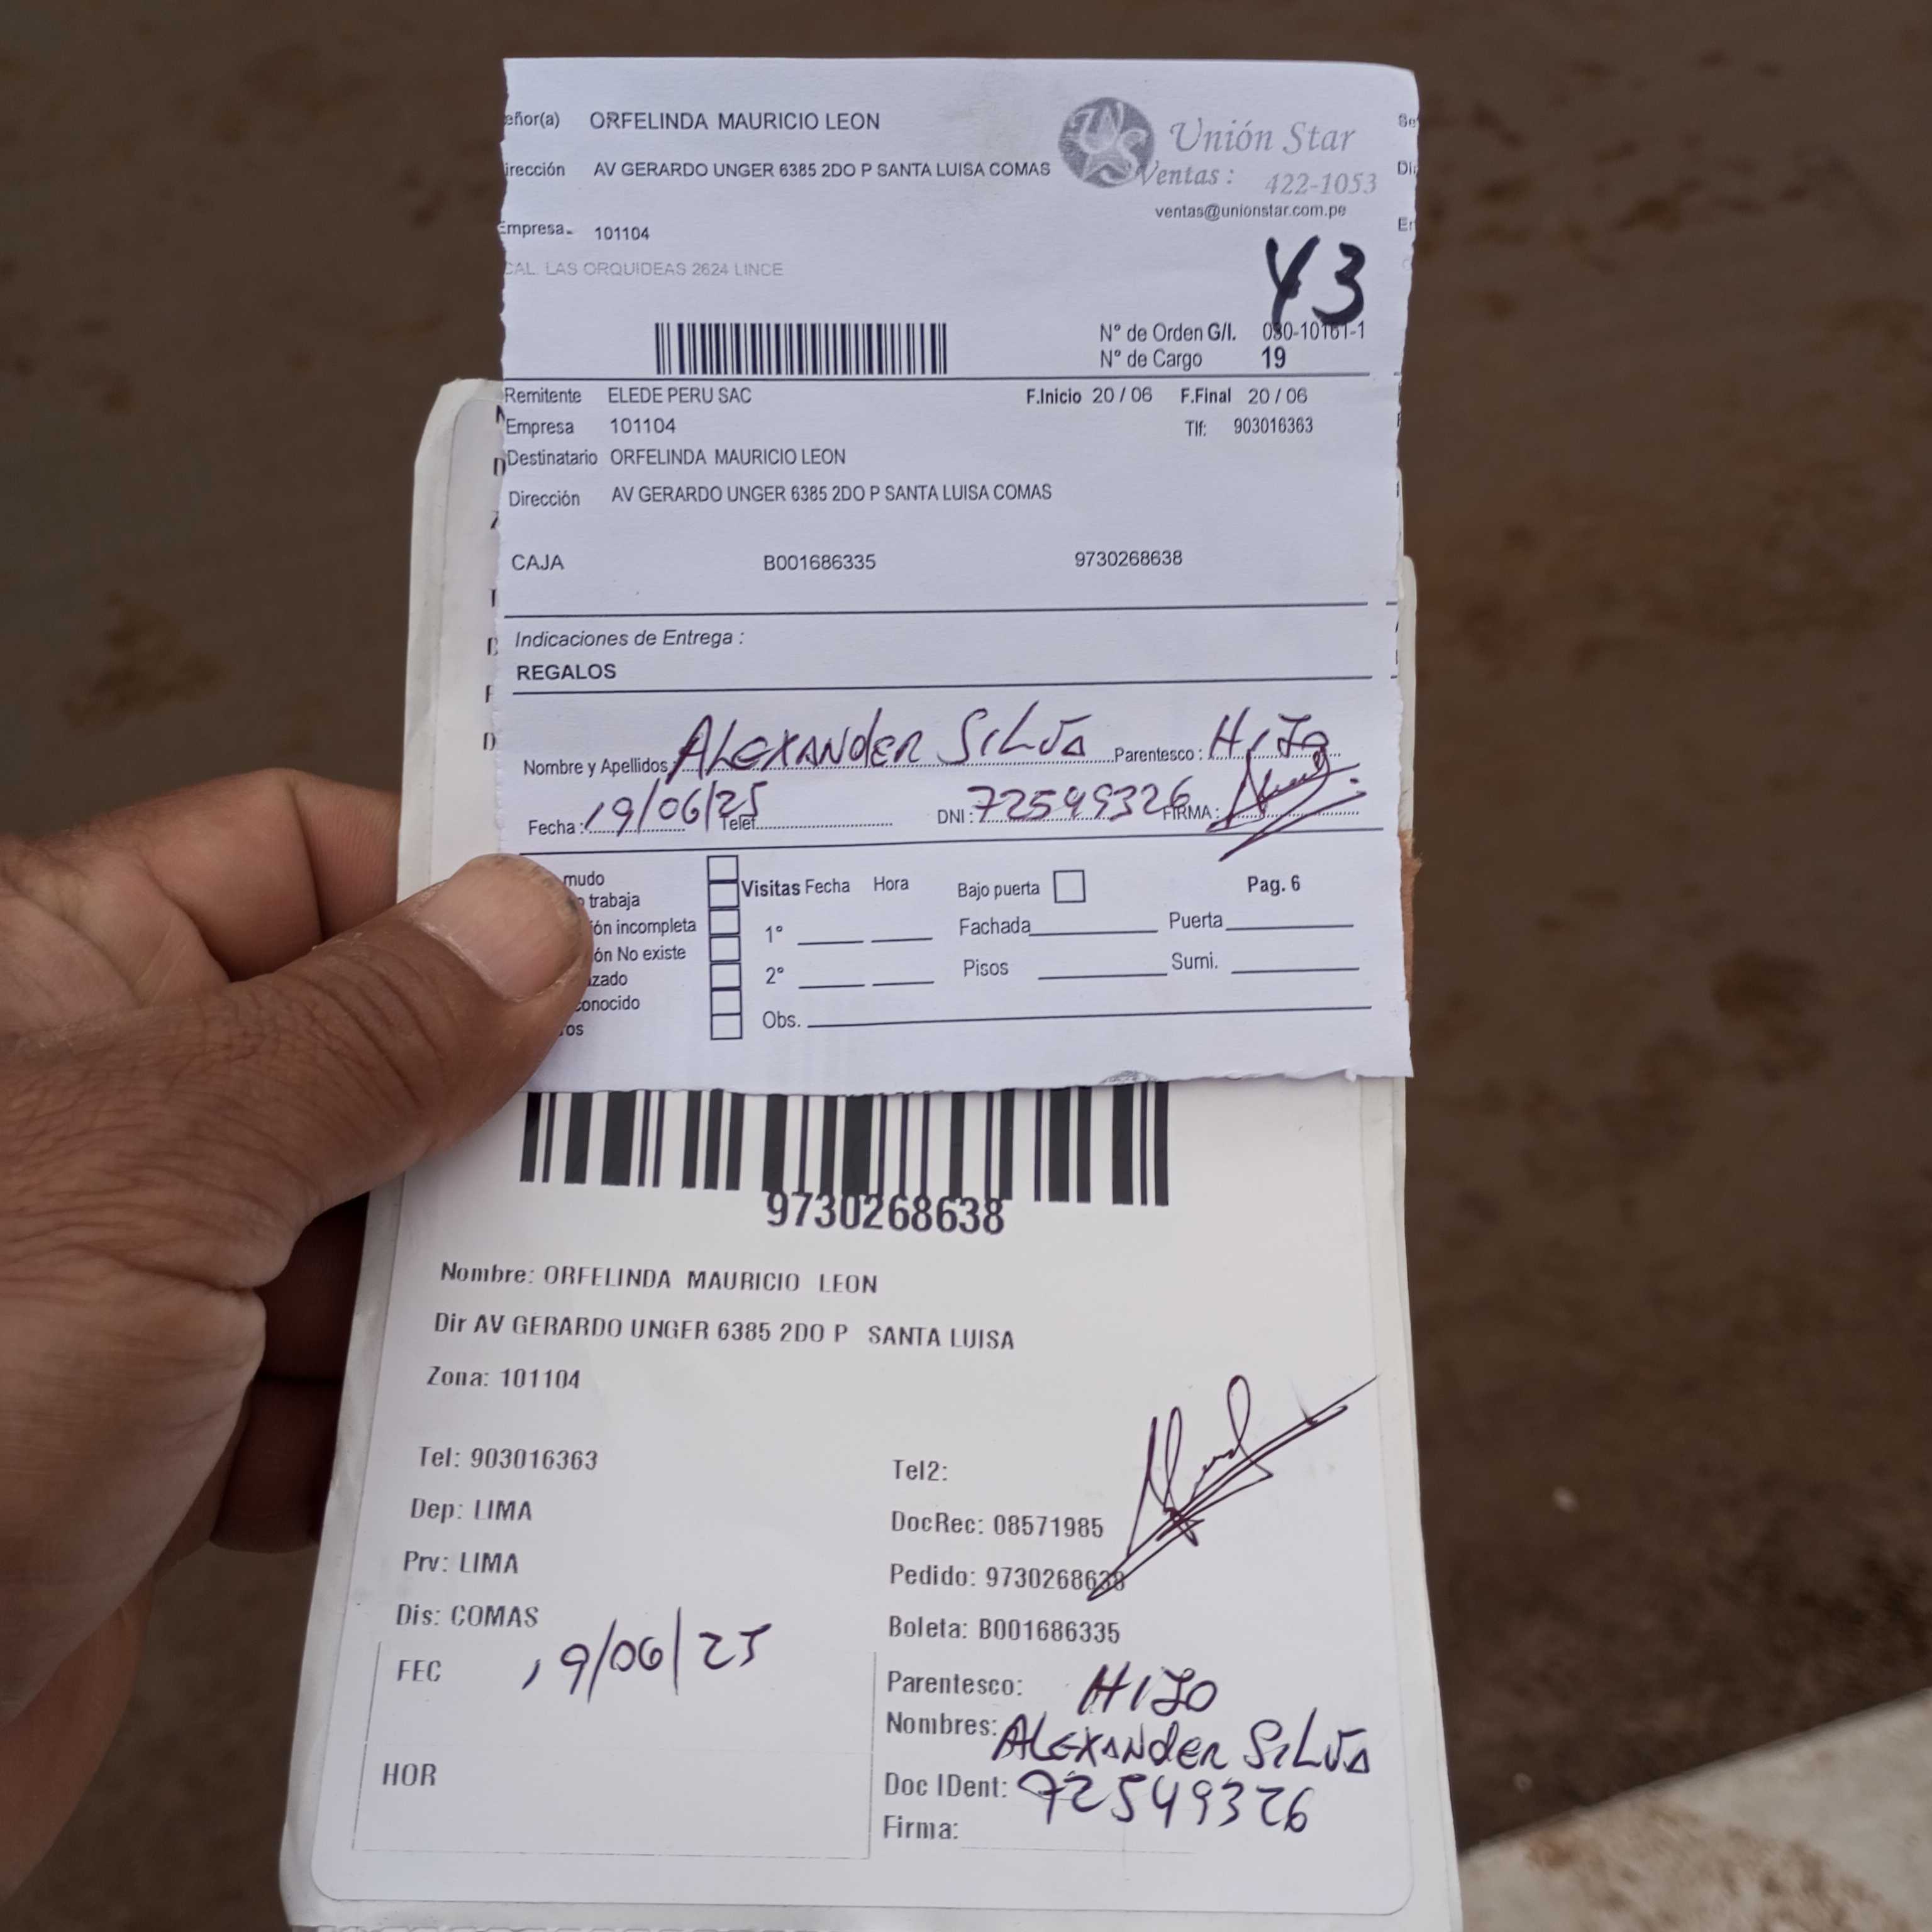 eñor(a) ORFELINDA MAURICIO LEON
Unión Star
irección AV GERARDO UNGER 6385 2DO P SANTA LUISA COMAS
Ventas : 422-1053
ventas@unionstar.com.pe
Empresa 101104
CAL. LAS ORQUIDEAS 2624 LINCE
Y3
N° de Orden G/I. 080-10161-1
N° de Cargo 19
Remitente ELEDE PERU SAC F.Inicio 20 / 06 F.Final 20 / 06
Empresa 101104 Tlf: 903016363
Destinatario ORFELINDA MAURICIO LEON
Dirección AV GERARDO UNGER 6385 2DO P SANTA LUISA COMAS
CAJA B001686335 9730268638
Indicaciones de Entrega :
REGALOS
Nombre y Apellidos : ALEXANDER SILVA Parentesco : HIJO
Fecha : 19/06/25 Telef. DNI : 72549326 FIRMA :
mudo
trabaja Visitas Fecha Hora Bajo puerta Pag. 6
ión incompleta 1° Fachada Puerta
ón No existe
zado 2° Pisos Sumi.
conocido
ros Obs.
9730268638
Nombre: ORFELINDA MAURICIO LEON
Dir AV GERARDO UNGER 6385 2DO P SANTA LUISA
Zona: 101104
Tel: 903016363 Tel2:
Dep: LIMA DocRec: 08571985
Prv: LIMA Pedido: 9730268638
Dis: COMAS Boleta: B001686335
FEC 19/06/25 Parentesco: HIJO
Nombres: ALEXANDER SILVA
HOR Doc IDent: 72549326
Firma: